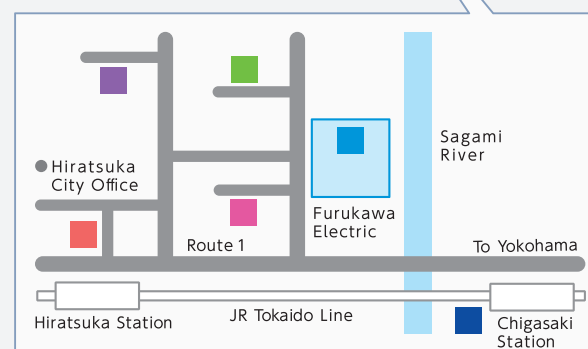 Hiratsuka
City Office
Sagami
River
Furukawa
Electric
Route 1
To Yokohama
Hiratsuka Station
JR Tokaido Line
Chigasaki
Station